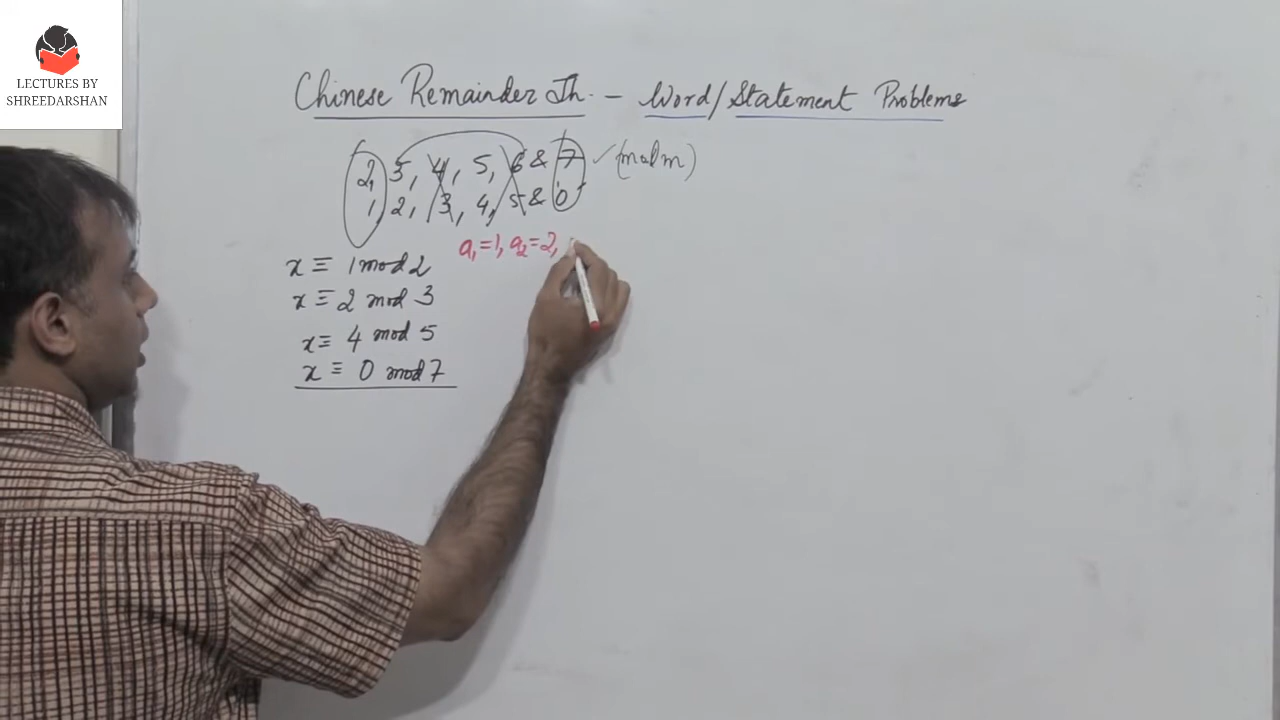 LECTURES BY
SHREEDARSHAN
Chinese Remainder Th. - Word/Statement Problems
2, 3, 4, 5, 6 & 7 ✓ (mod m)
1, 2, 3, 4, 5 & 0
a₁=1, a₂=2,
x ≡ 1 mod 2
x ≡ 2 mod 3
x ≡ 4 mod 5
x ≡ 0 mod 7